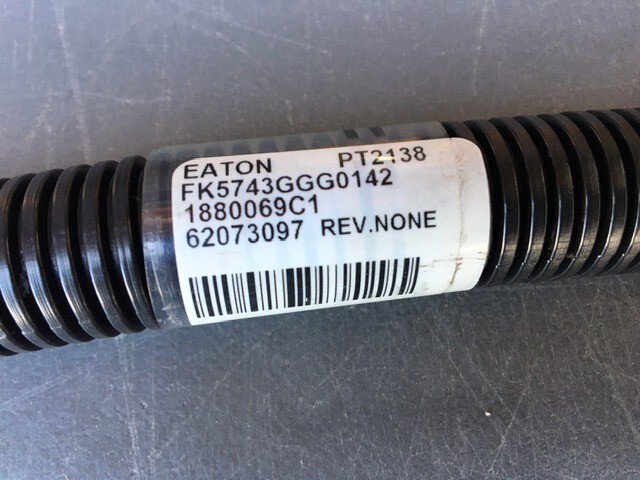 EATON PT2138
FK5743GGG0142
1880069C1
62073097 REV.NONE